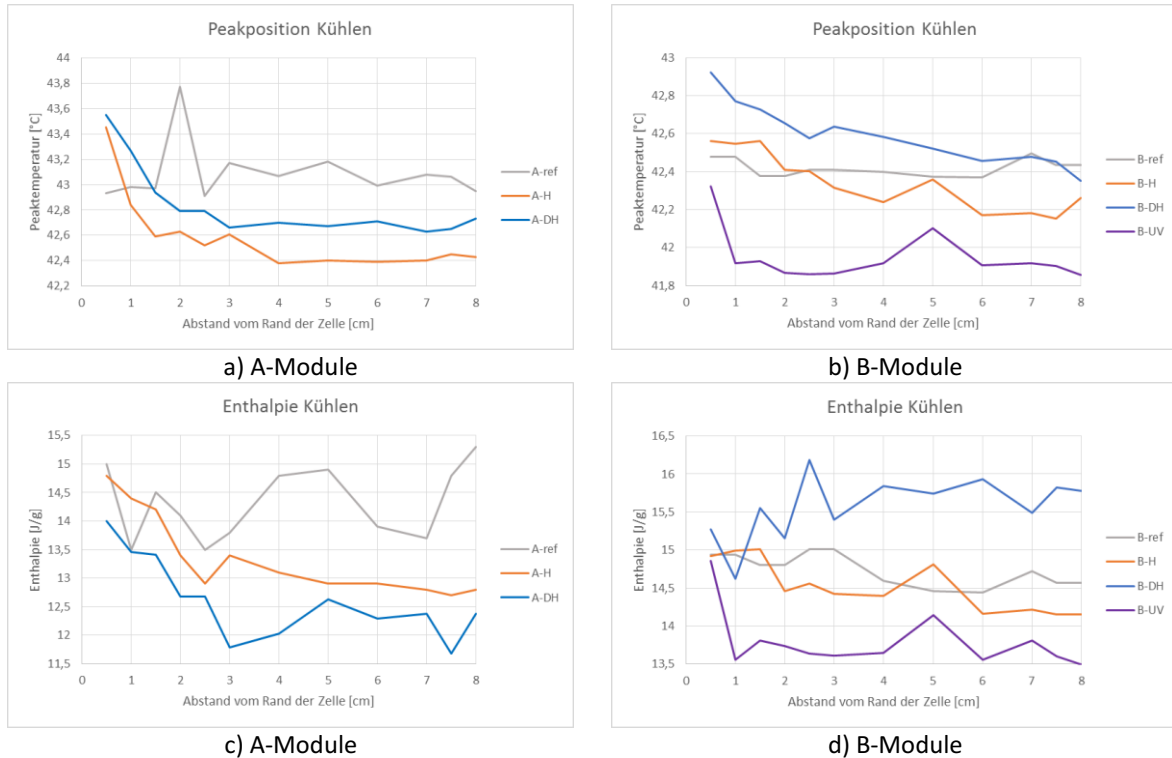 Peakposition Kühlen
Peaktemperatur [°C]
44
43,8
43,6
43,4
43,2
43
42,8
42,6
42,4
42,2
0 1 2 3 4 5 6 7 8
Abstand vom Rand der Zelle [cm]
A-ref
A-H
A-DH
a) A-Module
Peakposition Kühlen
Peaktemperatur [°C]
43
42,8
42,6
42,4
42,2
42
41,8
0 1 2 3 4 5 6 7 8
Abstand vom Rand der Zelle [cm]
B-ref
B-H
B-DH
B-UV
b) B-Module
Enthalpie Kühlen
Enthalpie [J/g]
15,5
15
14,5
14
13,5
13
12,5
12
11,5
0 1 2 3 4 5 6 7 8
Abstand vom Rand der Zelle [cm]
A-ref
A-H
A-DH
c) A-Module
Enthalpie Kühlen
Enthalpie [J/g]
16,5
16
15,5
15
14,5
14
13,5
0 1 2 3 4 5 6 7 8
Abstand vom Rand der Zelle [cm]
B-ref
B-H
B-DH
B-UV
d) B-Module